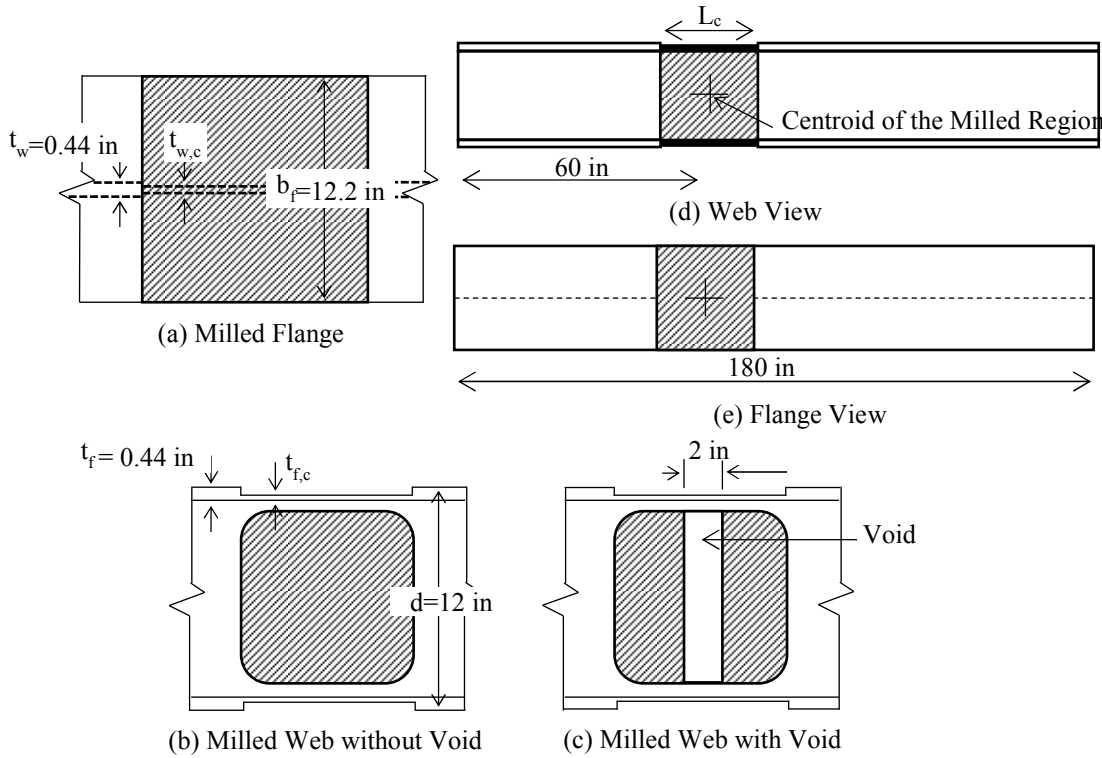 t_w=0.44 in
t_w,c
b_f=12.2 in
(a) Milled Flange
L_c
Centroid of the Milled Region
60 in
(d) Web View
180 in
(e) Flange View
t_f = 0.44 in
t_f,c
d=12 in
(b) Milled Web without Void
2 in
Void
(c) Milled Web with Void